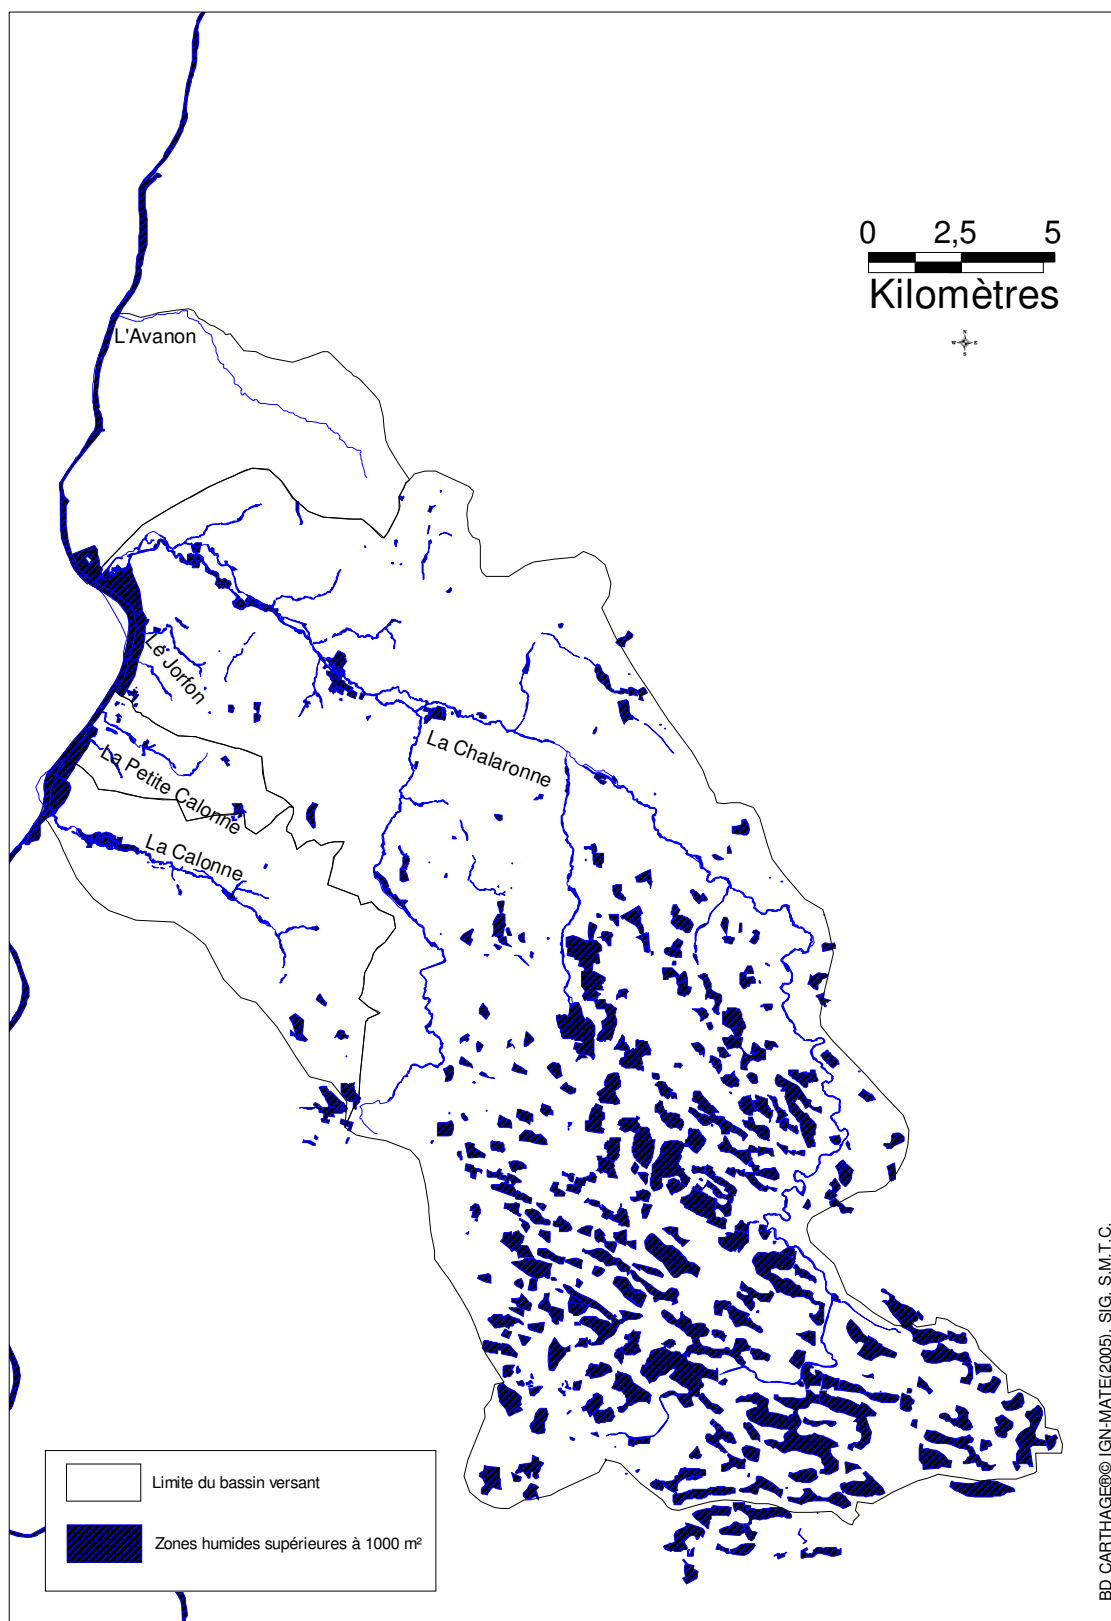 0 2,5 5
Kilomètres
N
W E
S
L'Avanon
Le Jorfon
La Chalaronne
La Petite Calonne
La Calonne
Limite du bassin versant
Zones humides supérieures à 1000 m²
BD CARTHAGE®© IGN-MATE(2005), SIG, S.M.T.C.